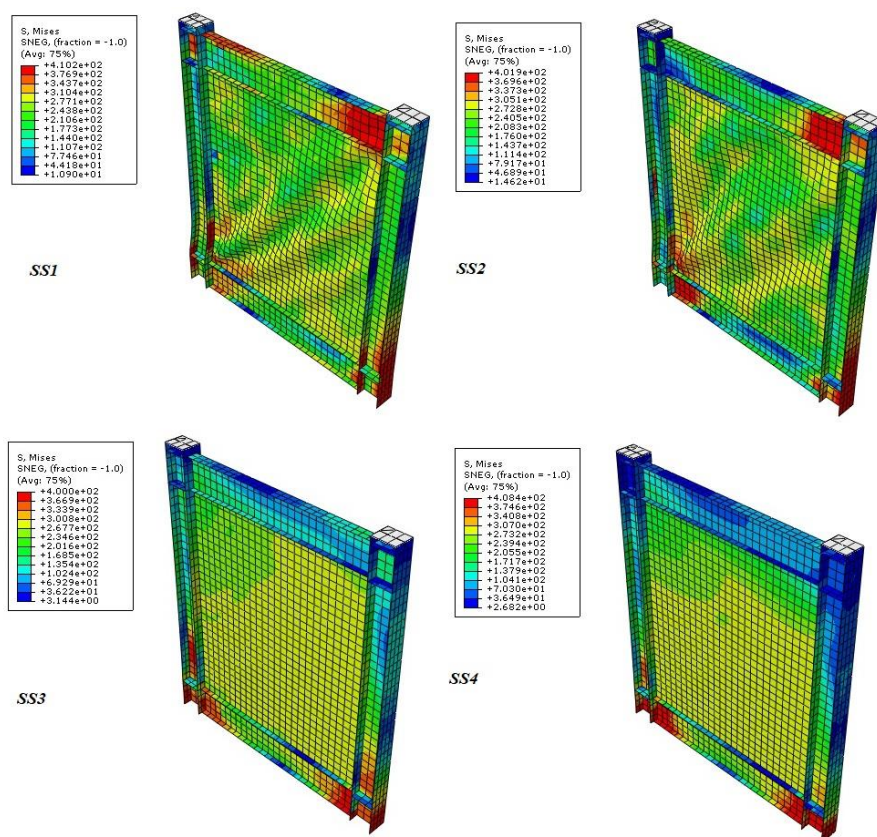 S, Mises
SNEG, (fraction = -1.0)
(Avg: 75%)
+4.102e+02
+3.769e+02
+3.437e+02
+3.104e+02
+2.771e+02
+2.438e+02
+2.106e+02
+1.773e+02
+1.440e+02
+1.107e+02
+7.746e+01
+4.418e+01
+1.090e+01
SS1
S, Mises
SNEG, (fraction = -1.0)
(Avg: 75%)
+4.019e+02
+3.696e+02
+3.373e+02
+3.051e+02
+2.728e+02
+2.405e+02
+2.083e+02
+1.760e+02
+1.437e+02
+1.114e+02
+7.917e+01
+4.689e+01
+1.462e+01
SS2
S, Mises
SNEG, (fraction = -1.0)
(Avg: 75%)
+4.000e+02
+3.669e+02
+3.339e+02
+3.008e+02
+2.677e+02
+2.346e+02
+2.016e+02
+1.685e+02
+1.354e+02
+1.024e+02
+6.929e+01
+3.622e+01
+3.144e+00
SS3
S, Mises
SNEG, (fraction = -1.0)
(Avg: 75%)
+4.084e+02
+3.746e+02
+3.408e+02
+3.070e+02
+2.732e+02
+2.394e+02
+2.055e+02
+1.717e+02
+1.379e+02
+1.041e+02
+7.030e+01
+3.649e+01
+2.682e+00
SS4